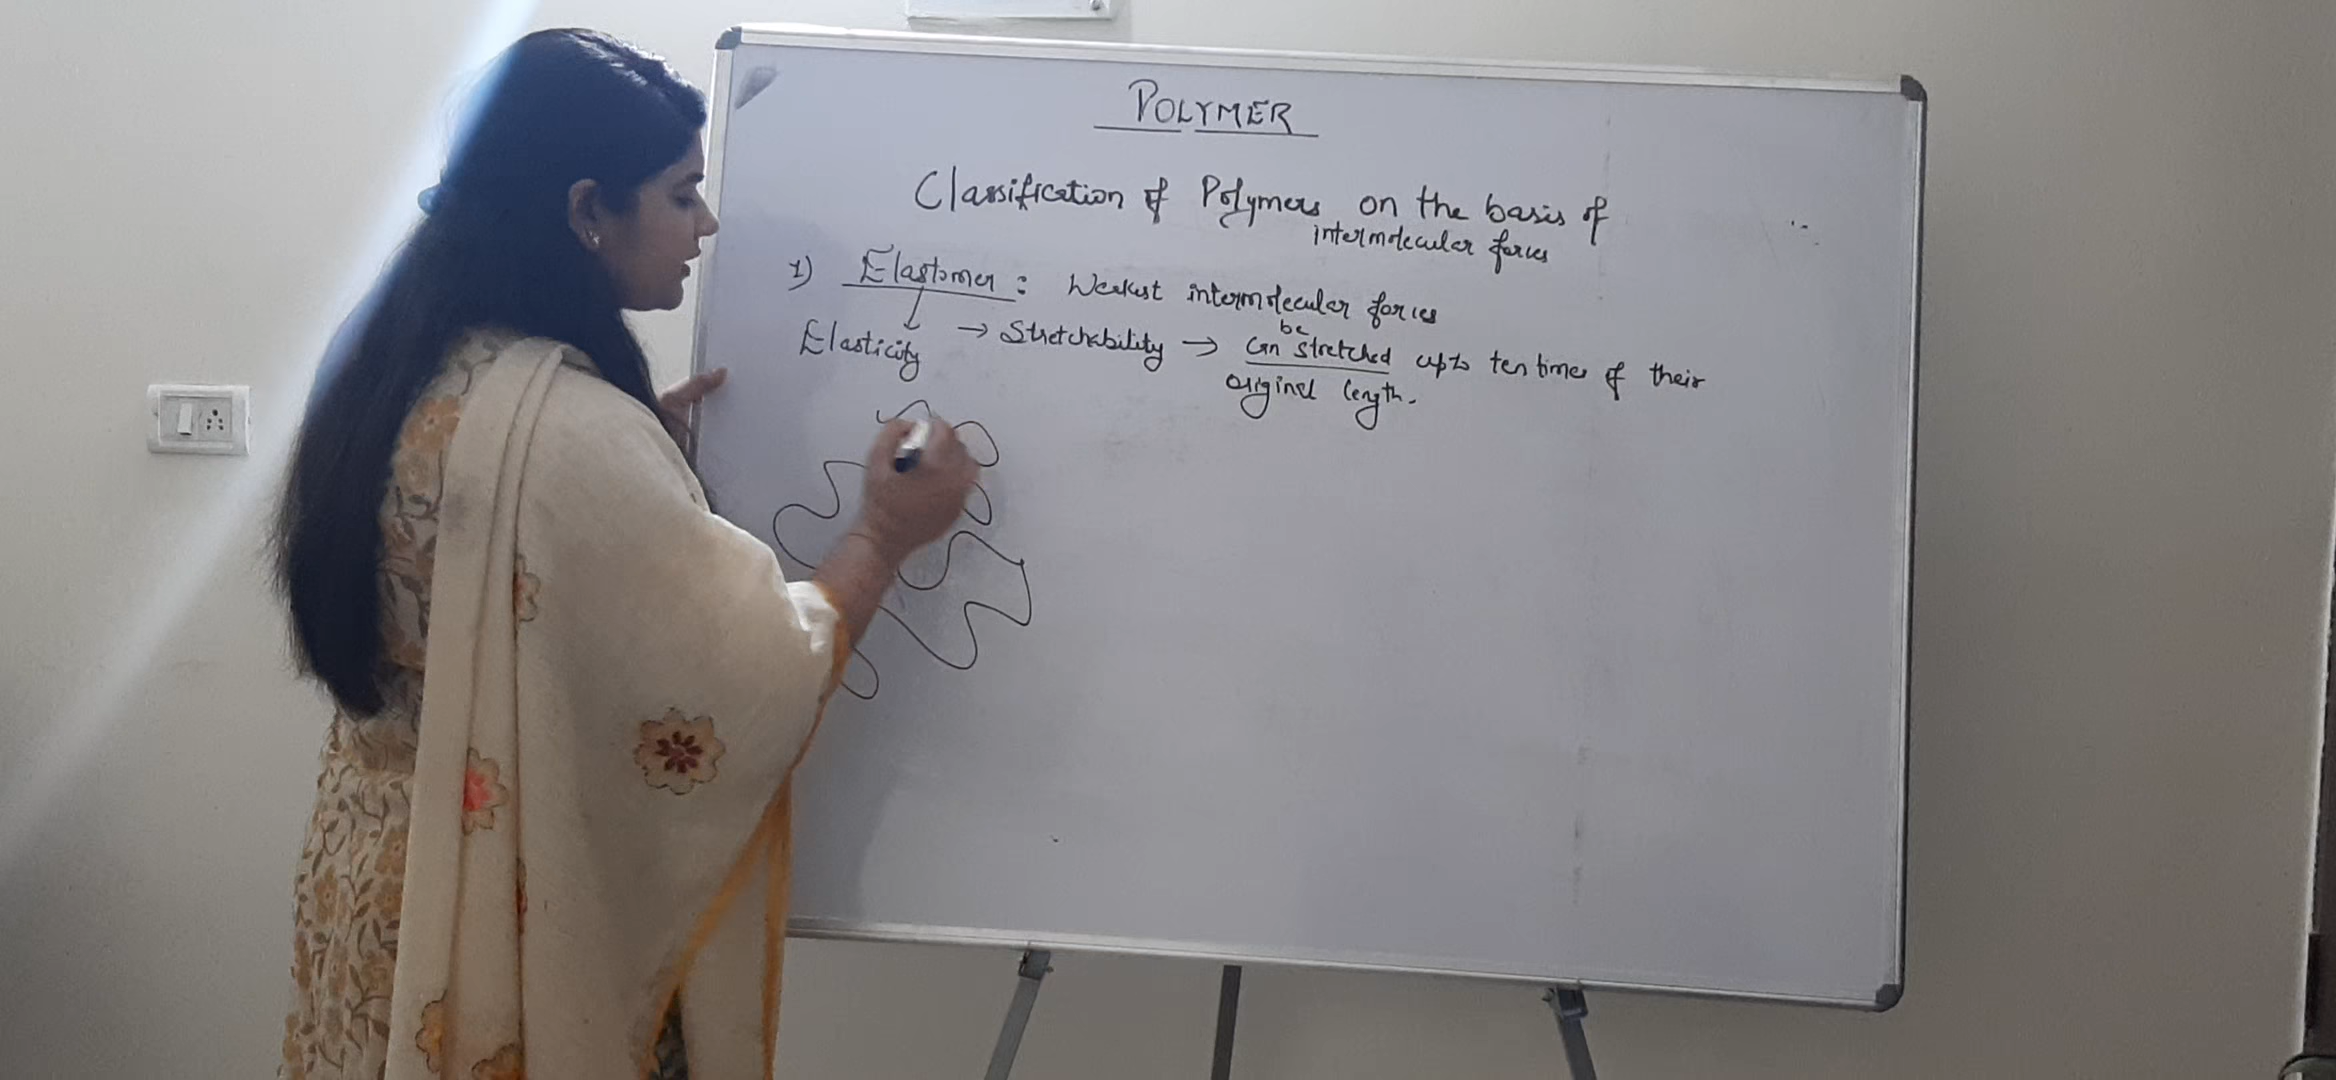 POLYMER
Classification of Polymers on the basis of
intermolecular forces
1) Elastomer : Weakest intermolecular forces
Elasticity → Stretchability → Can be stretched upto ten times of their
original length.